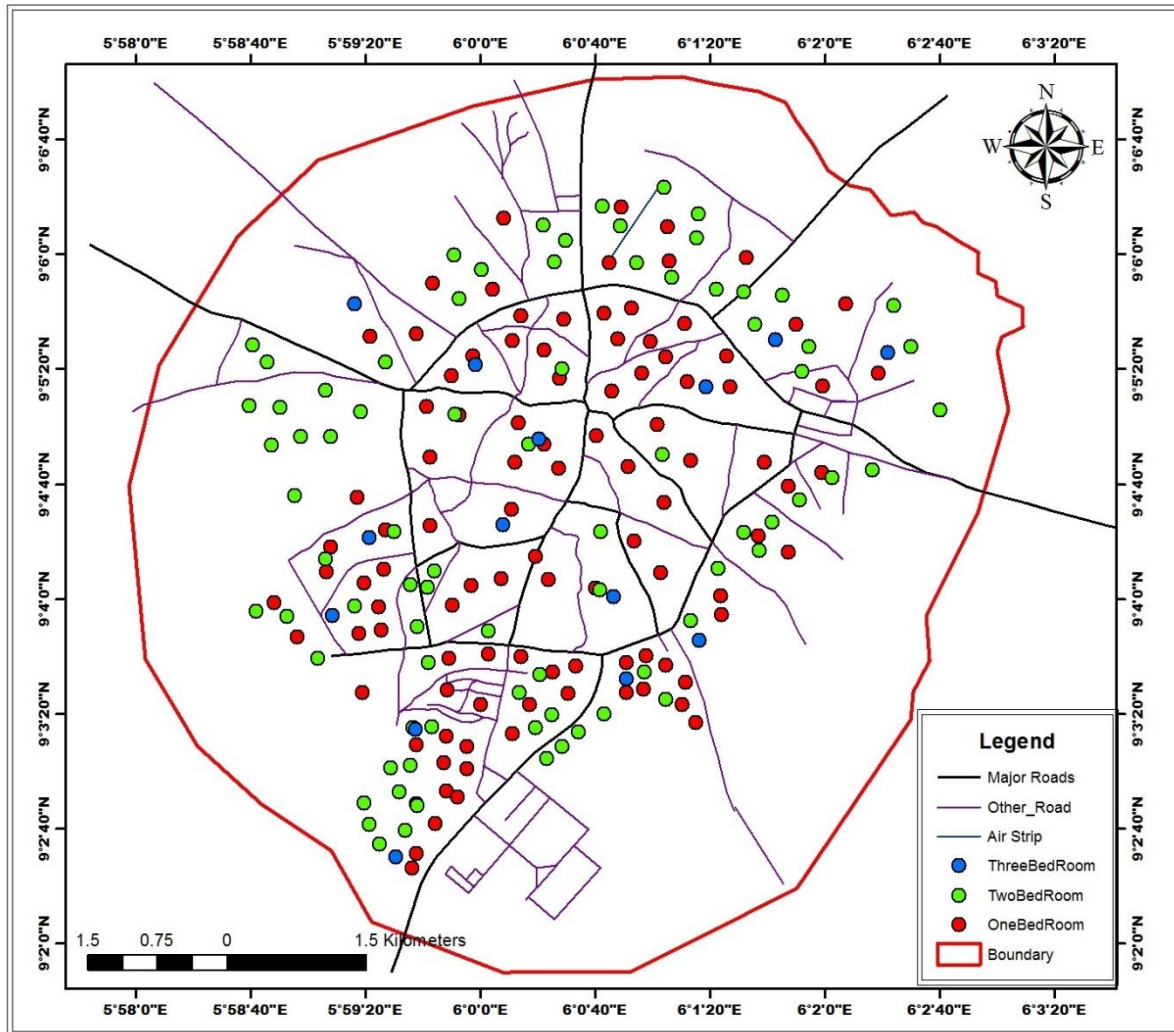 5°58'0"E 5°58'40"E 5°59'20"E 6°0'0"E 6°0'40"E 6°1'20"E 6°2'0"E 6°2'40"E 6°3'20"E
N
W E
S
9°6'40"N 9°6'40"N
9°6'0"N 9°6'0"N
9°5'20"N 9°5'20"N
9°4'40"N 9°4'40"N
9°4'0"N 9°4'0"N
9°3'20"N 9°3'20"N
9°2'40"N 9°2'40"N
9°2'0"N 9°2'0"N
Legend
Major Roads
Other_Road
Air Strip
ThreeBedRoom
TwoBedRoom
OneBedRoom
Boundary
1.5 0.75 0 1.5 Kilometers
5°58'0"E 5°58'40"E 5°59'20"E 6°0'0"E 6°0'40"E 6°1'20"E 6°2'0"E 6°2'40"E 6°3'20"E